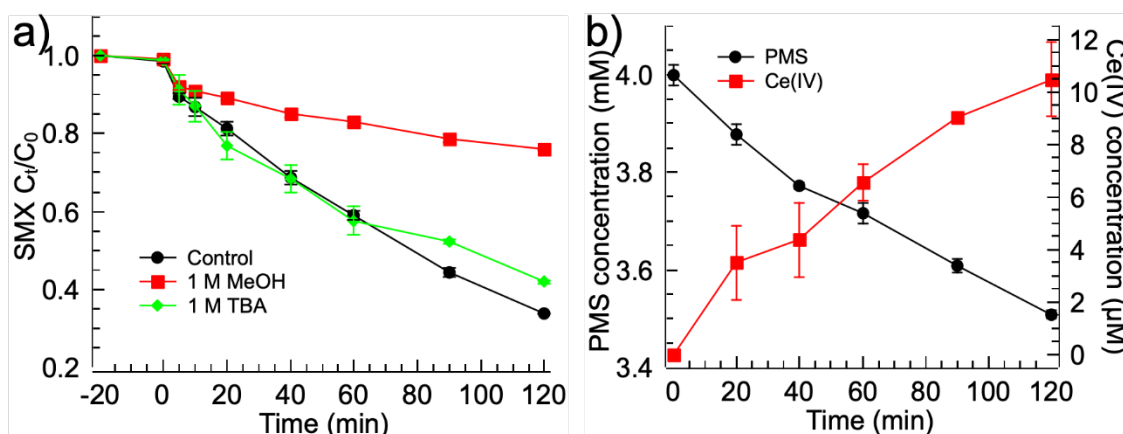 a)
SMX Cₜ/C₀
1.0
0.8
0.6
0.4
0.2
Control
1 M MeOH
1 M TBA
-20 0 20 40 60 80 100 120
Time (min)
b)
PMS concentration (mM)
4.0
3.8
3.6
3.4
PMS
Ce(IV)
12
10
8
6
4
2
0
Ce(IV) concentration (µM)
0 20 40 60 80 100 120
Time (min)